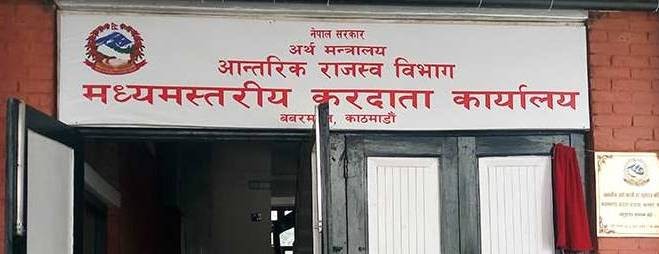 नेपाल सरकार
अर्थ मन्त्रालय
आन्तरिक राजस्व विभाग
मध्यमस्तरीय करदाता कार्यालय
काठमाडौं